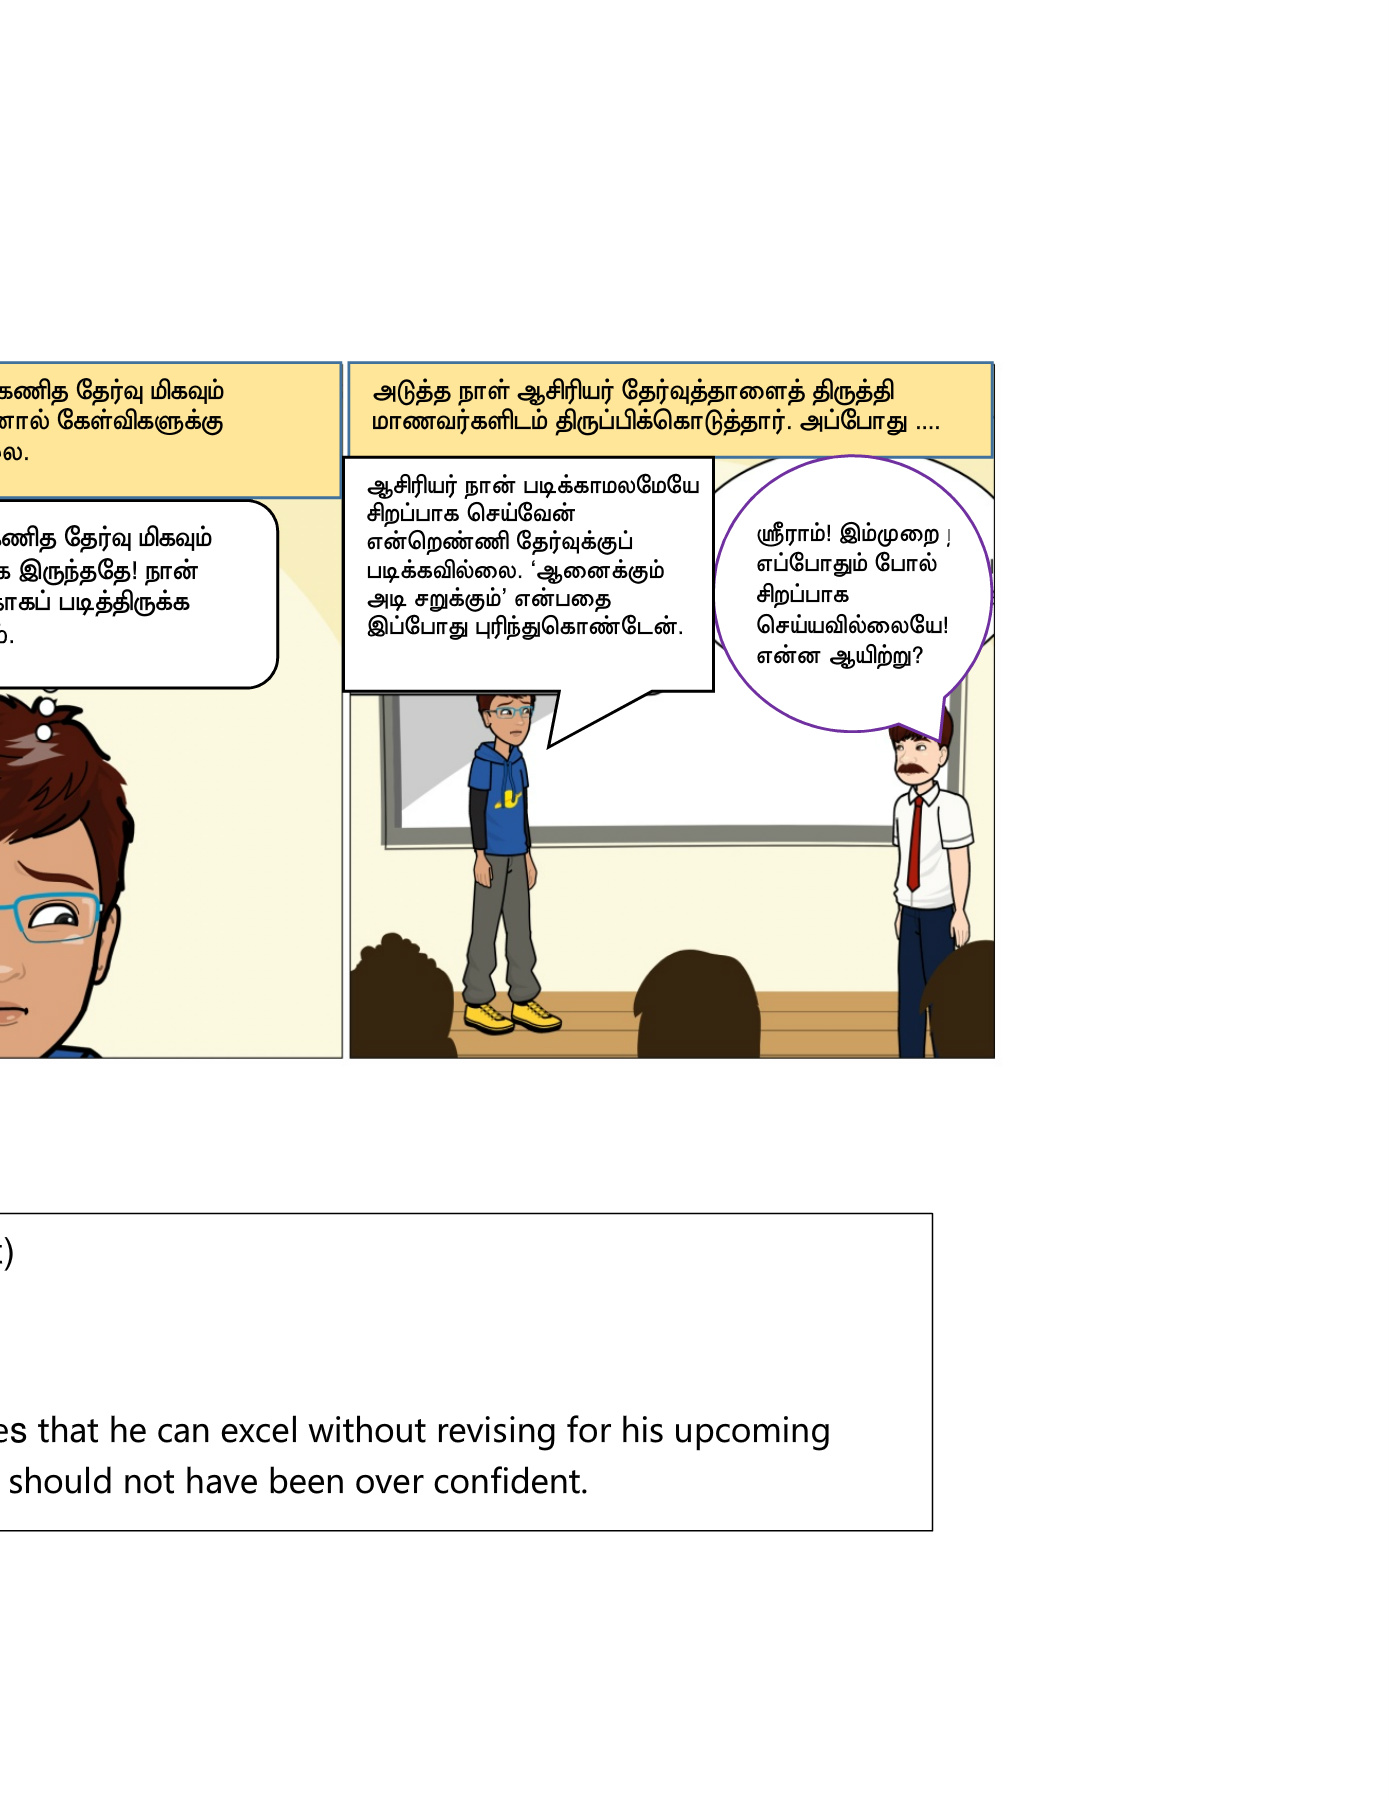 கணித தேர்வு மிகவும்
கேள்விகளுக்கு
ணித தேர்வு மிகவும்
இருந்ததே! நான்
படித்திருக்க
அடுத்த நாள் ஆசிரியர் தேர்வுத்தாளைத் திருத்தி
மாணவர்களிடம் திருப்பிக்கொடுத்தார். அப்போது ....
ஆசிரியர் நான் படிக்காமலமேயே
சிறப்பாக செய்வேன்
என்றெண்ணி தேர்வுக்குப்
படிக்கவில்லை. ‘ஆனைக்கும்
அடி சறுக்கும்’ என்பதை
இப்போது புரிந்துகொண்டேன்.
ஸ்ரீராம்! இம்முறை
எப்போதும் போல்
சிறப்பாக
செய்யவில்லையே!
என்ன ஆயிற்று?
es that he can excel without revising for his upcoming
should not have been over confident.